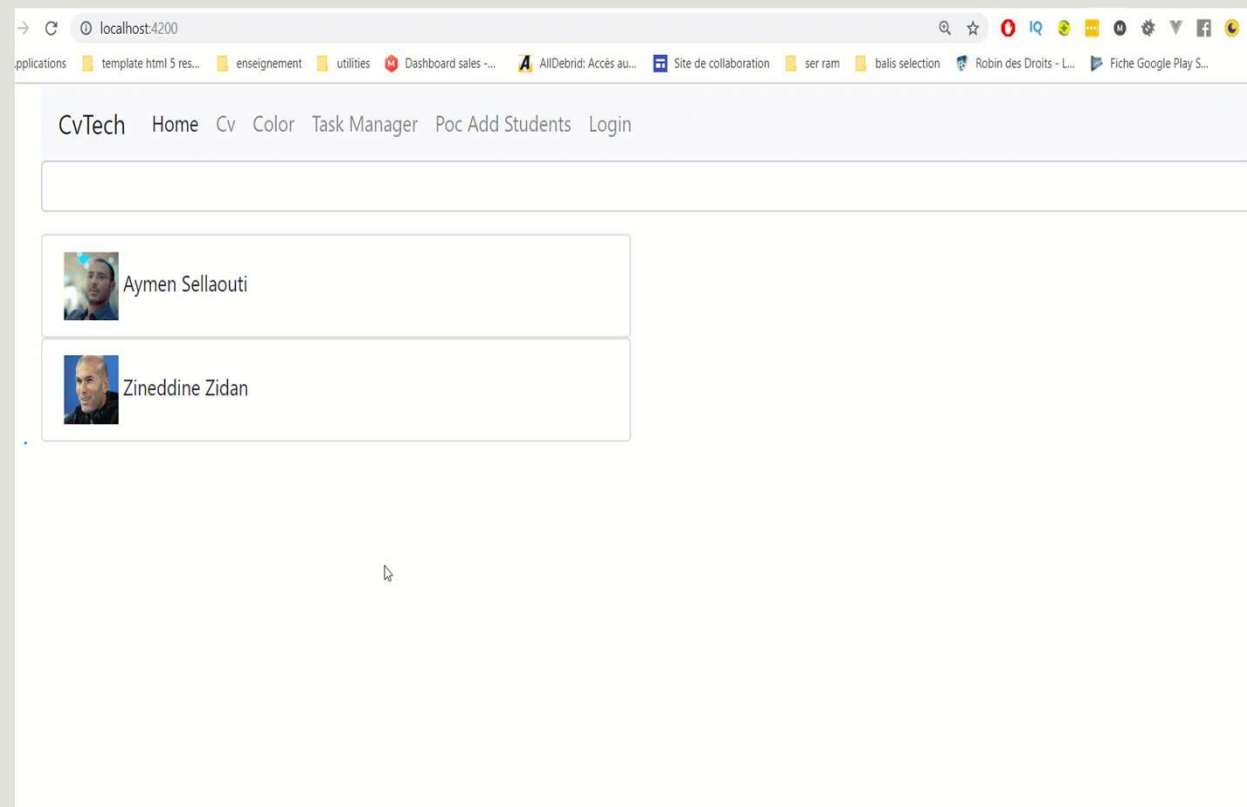 localhost:4200
IQ
pplications template html 5 res... enseignement utilities Dashboard sales -... AllDebrid: Accès au... Site de collaboration ser ram balis selection Robin des Droits - L... Fiche Google Play S...
CvTech Home Cv Color Task Manager Poc Add Students Login
Aymen Sellaouti
Zineddine Zidan